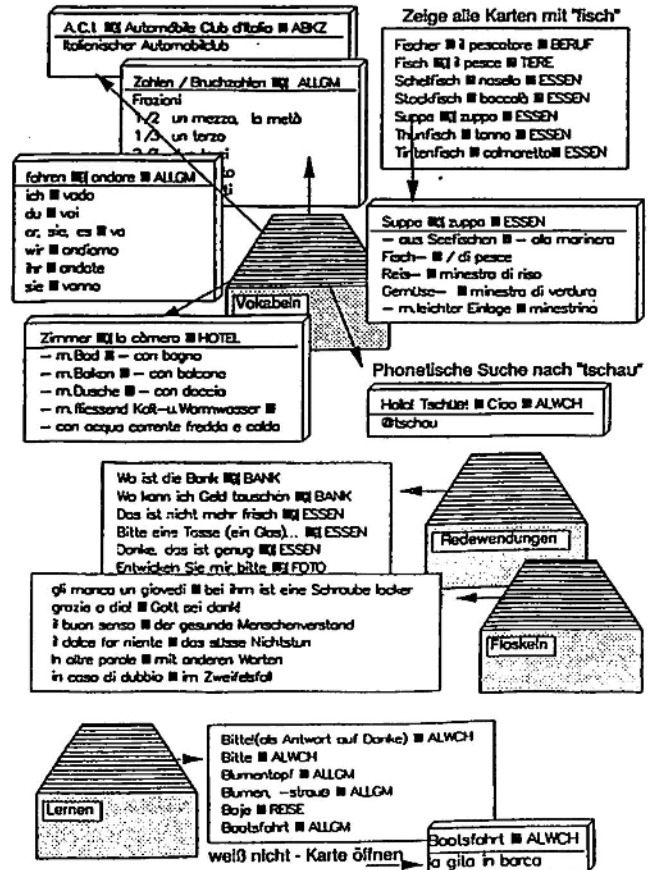 A.C.I. ■ Automóbile Club d'Italia ■ ABKZ
Italienischer Automobilclub
Zahlen / Bruchzahlen ■ ALLGM
Frazioni
1/2 un mezzo, la metà
1/3 un terzo
fahren ■ andare ■ ALLGM
ich ■ vado
du ■ vai
er, sie, es ■ va
wir ■ andiamo
ihr ■ andate
sie ■ vanno
Zeige alle Karten mit "fisch"
Fischer ■ il pescatore ■ BERUF
Fisch ■ il pesce ■ TERE
Schelfisch ■ nasello ■ ESSEN
Stockfisch ■ baccalà ■ ESSEN
Suppe ■ zuppa ■ ESSEN
Thunfisch ■ tonno ■ ESSEN
Tintenfisch ■ calmaretto ■ ESSEN
Suppe ■ zuppa ■ ESSEN
– aus Seefischen ■ – ala marinera
Fisch– ■ / di pesce
Reis– ■ minestra di riso
Gemüse– ■ minestra di verdura
– m.leichter Einlage ■ minestrina
Vokabeln
Zimmer ■ la càmera ■ HOTEL
– m.Bad ■ – con bagno
– m.Balkon ■ – con balcone
– m.Dusche ■ – con doccia
– m.fliessend Kalt–u.Warmwasser ■
– con acqua corrente fredda e calda
Phonetische Suche nach "tschau"
Hallo! Tschüe! ■ Ciao ■ ALWCH
@tschau
Wo ist die Bank ■ BANK
Wo kann ich Geld tauschen ■ BANK
Das ist nicht mehr frisch ■ ESSEN
Bitte eine Tasse (ein Glas)... ■ ESSEN
Danke, das ist genug ■ ESSEN
Entwicken Sie mir bitte ■ FOTO
Redewendungen
gli manca un giovedi ■ bei ihm ist eine Schraube locker
grazie a dio! ■ Gott sei dank!
il buon senso ■ der gesunde Menschenverstand
il dolce far niente ■ das süsse Nichtstun
in altre parole ■ mit anderen Worten
in caso di dubbio ■ im Zweifelsfall
Floskeln
Lernen
Bitte!(als Antwort auf Danke) ■ ALWCH
Bitte ■ ALWCH
Blumentopf ■ ALLGM
Blumen, –strauß ■ ALLGM
Boje ■ REISE
Bootsfahrt ■ ALLGM
weiß nicht - Karte öffnen
Bootsfahrt ■ ALWCH
la gita in barca